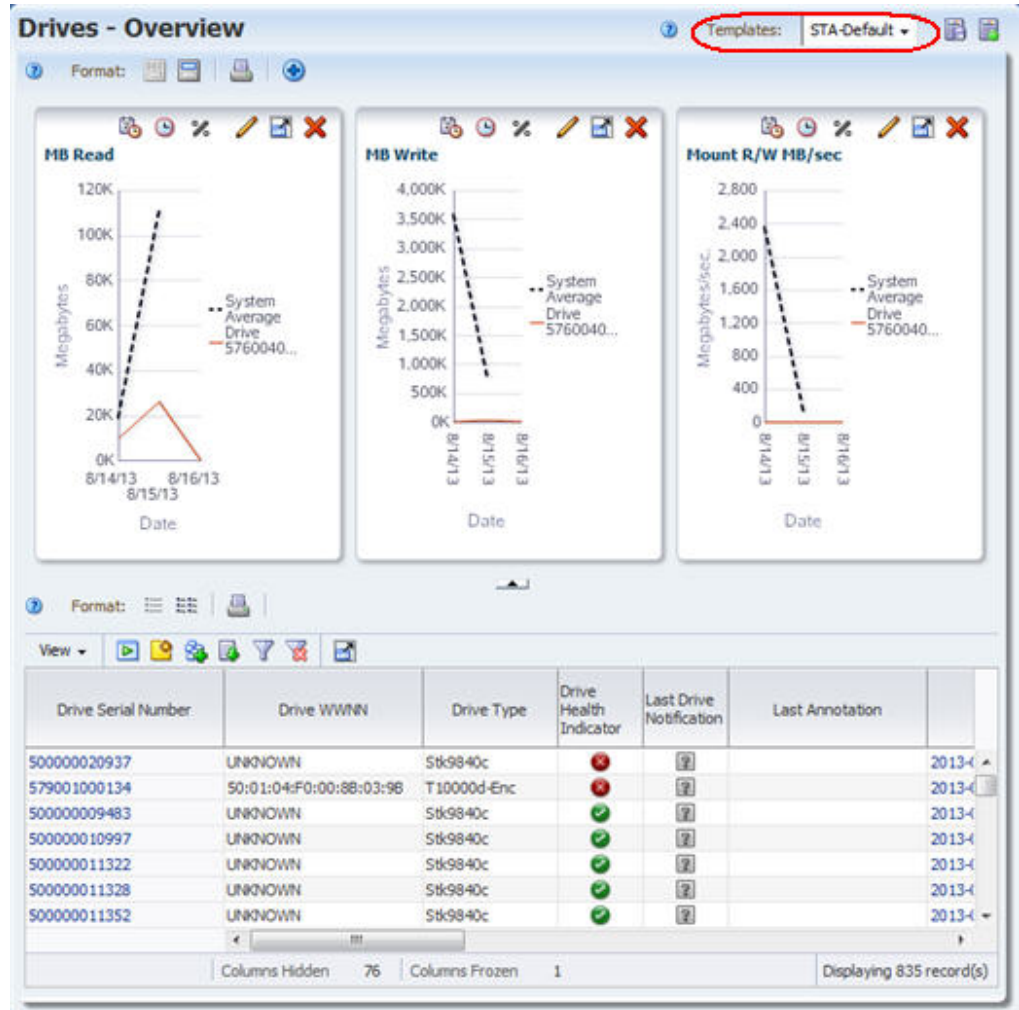 Drives - Overview
Templates: STA-Default
Format:
MB Read
120K
100K
80K
60K
40K
20K
0K
Megabytes
8/14/13
8/15/13
8/16/13
Date
System
Average
Drive
5760040...
MB Write
4,000K
3,500K
3,000K
2,500K
2,000K
1,500K
1,000K
500K
0K
Megabytes
8/14/13
8/15/13
8/16/13
Date
System
Average
Drive
5760040...
Mount R/W MB/sec
2,800
2,400
2,000
1,600
1,200
800
400
0
Megabytes/sec.
8/14/13
8/15/13
8/16/13
Date
System
Average
Drive
5760040...
Format:
View
Drive Serial Number Drive WWNN Drive Type Drive Health Indicator Last Drive Notification Last Annotation
500000020937 UNKNOWN Stk9840c 2013-
579001000134 50:01:04:F0:00:8B:03:9B T10000d-Enc 2013-
500000009483 UNKNOWN Stk9840c 2013-
500000010997 UNKNOWN Stk9840c 2013-
500000011322 UNKNOWN Stk9840c 2013-
500000011328 UNKNOWN Stk9840c 2013-
500000011352 UNKNOWN Stk9840c 2013-
Columns Hidden 76 Columns Frozen 1 Displaying 835 record(s)